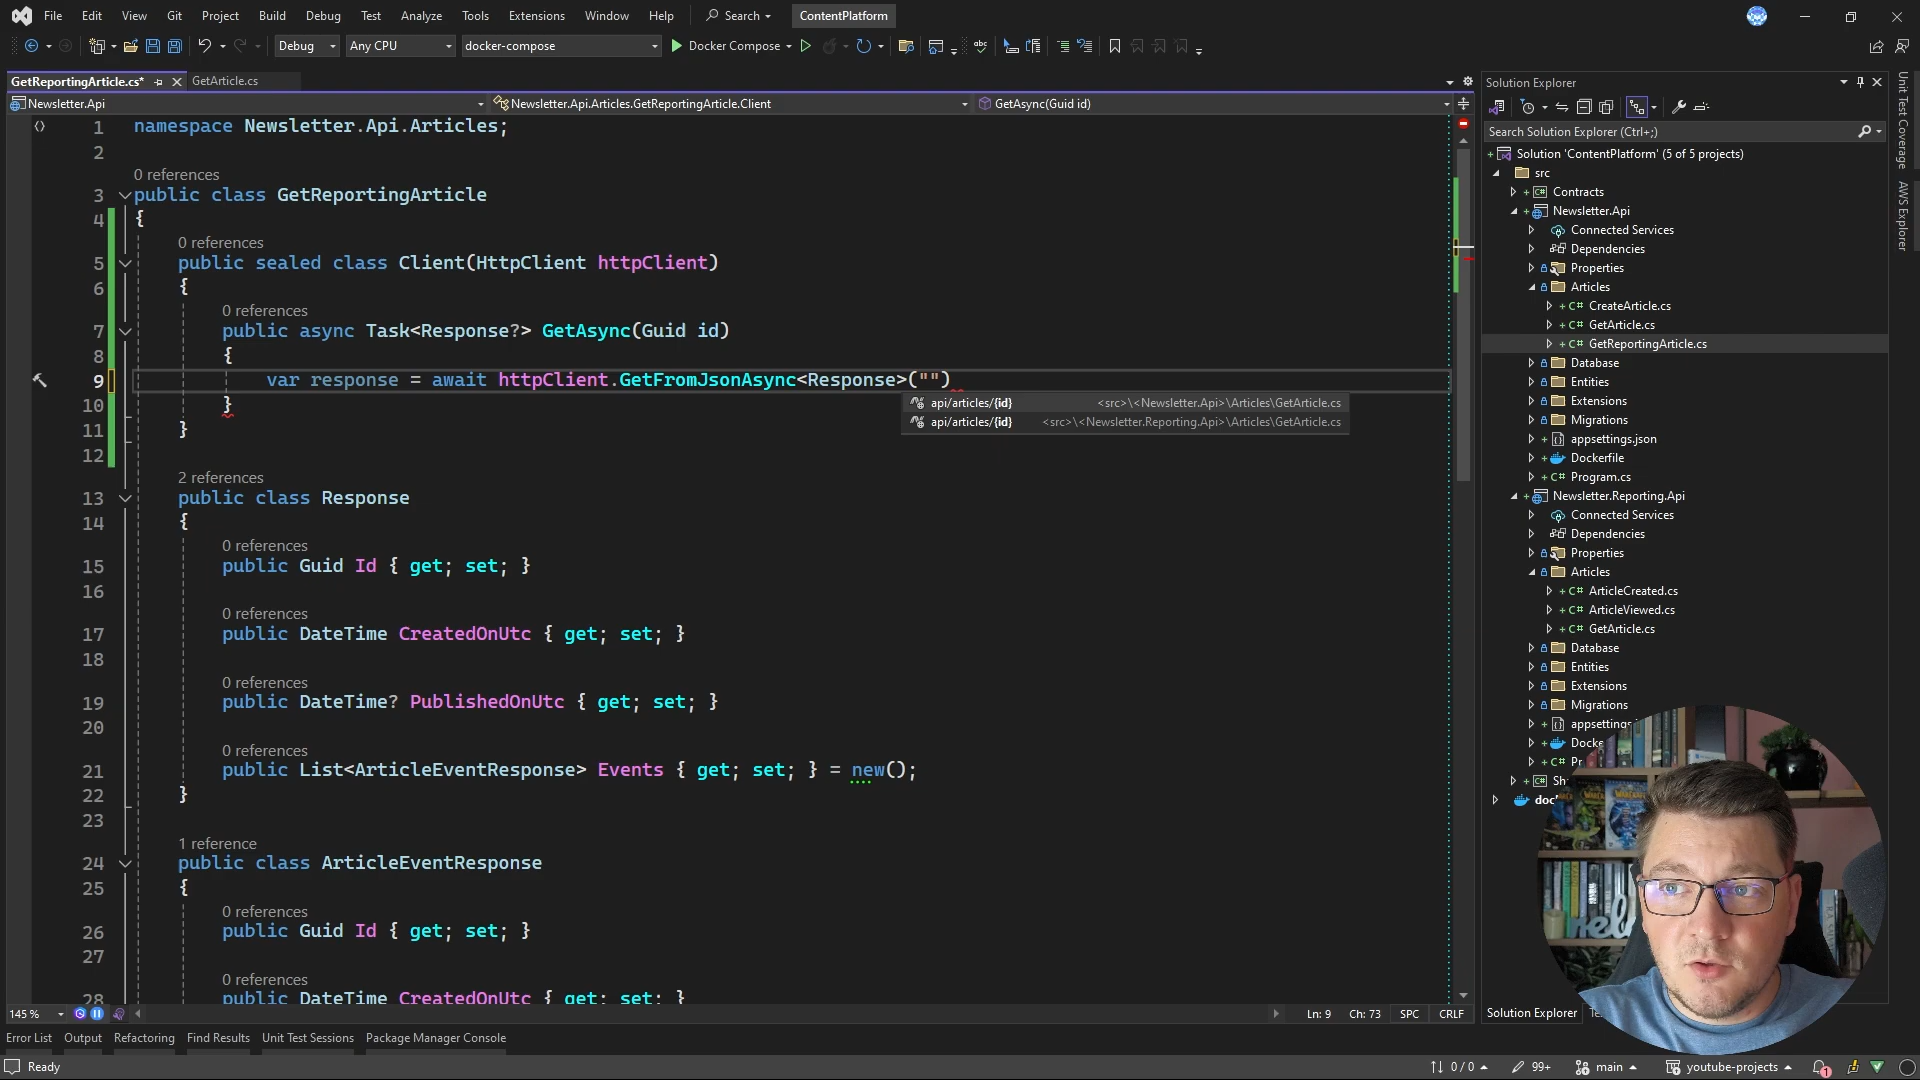 File Edit View Git Project Build Debug Test Analyze Tools Extensions Window Help Search ContentPlatform
Debug Any CPU docker-compose Docker Compose
GetReportingArticle.cs* GetArticle.cs
Newsletter.Api Newsletter.Api.Articles.GetReportingArticle.Client GetAsync(Guid id)
1 namespace Newsletter.Api.Articles;
2
0 references
3 public class GetReportingArticle
4 {
0 references
5 public sealed class Client(HttpClient httpClient)
6 {
0 references
7 public async Task<Response?> GetAsync(Guid id)
8 {
9 var response = await httpClient.GetFromJsonAsync<Response>("")
api/articles/{id} <src>\<Newsletter.Api>\Articles\GetArticle.cs
api/articles/{id} <src>\<Newsletter.Reporting.Api>\Articles\GetArticle.cs
10 }
11 }
12
2 references
13 public class Response
14 {
0 references
15 public Guid Id { get; set; }
16
0 references
17 public DateTime CreatedOnUtc { get; set; }
18
0 references
19 public DateTime? PublishedOnUtc { get; set; }
20
0 references
21 public List<ArticleEventResponse> Events { get; set; } = new();
22 }
23
1 reference
24 public class ArticleEventResponse
25 {
0 references
26 public Guid Id { get; set; }
27
0 references
28 public DateTime CreatedOnUtc { get; set; }
145 % Ln: 9 Ch: 73 SPC CRLF
Error List Output Refactoring Find Results Unit Test Sessions Package Manager Console
Ready 0 / 0 99+ main youtube-projects 1
Solution Explorer
Search Solution Explorer (Ctrl+;)
Solution 'ContentPlatform' (5 of 5 projects)
src
C# Contracts
Newsletter.Api
Connected Services
Dependencies
Properties
Articles
C# CreateArticle.cs
C# GetArticle.cs
C# GetReportingArticle.cs
Database
Entities
Extensions
Migrations
appsettings.json
Dockerfile
C# Program.cs
Newsletter.Reporting.Api
Connected Services
Dependencies
Properties
Articles
C# ArticleCreated.cs
C# ArticleViewed.cs
C# GetArticle.cs
Database
Entities
Extensions
Migrations
appsettings
Docke
C# Pr
C# Sh
doc
Solution Explorer
Unit Test Coverage
AWS Explorer